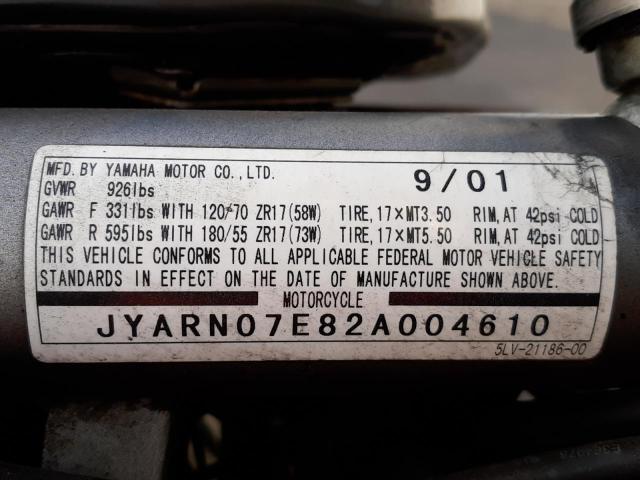 MFD. BY YAMAHA MOTOR CO., LTD. 9/01
GVWR 926lbs
GAWR F 331lbs WITH 120/70 ZR17(58W) TIRE, 17×MT3.50 RIM, AT 42psi COLD
GAWR R 595lbs WITH 180/55 ZR17(73W) TIRE, 17×MT5.50 RIM, AT 42psi COLD
THIS VEHICLE CONFORMS TO ALL APPLICABLE FEDERAL MOTOR VEHICLE SAFETY
STANDARDS IN EFFECT ON THE DATE OF MANUFACTURE SHOWN ABOVE.
MOTORCYCLE
JYARN07E82A004610
5LV-21186-00